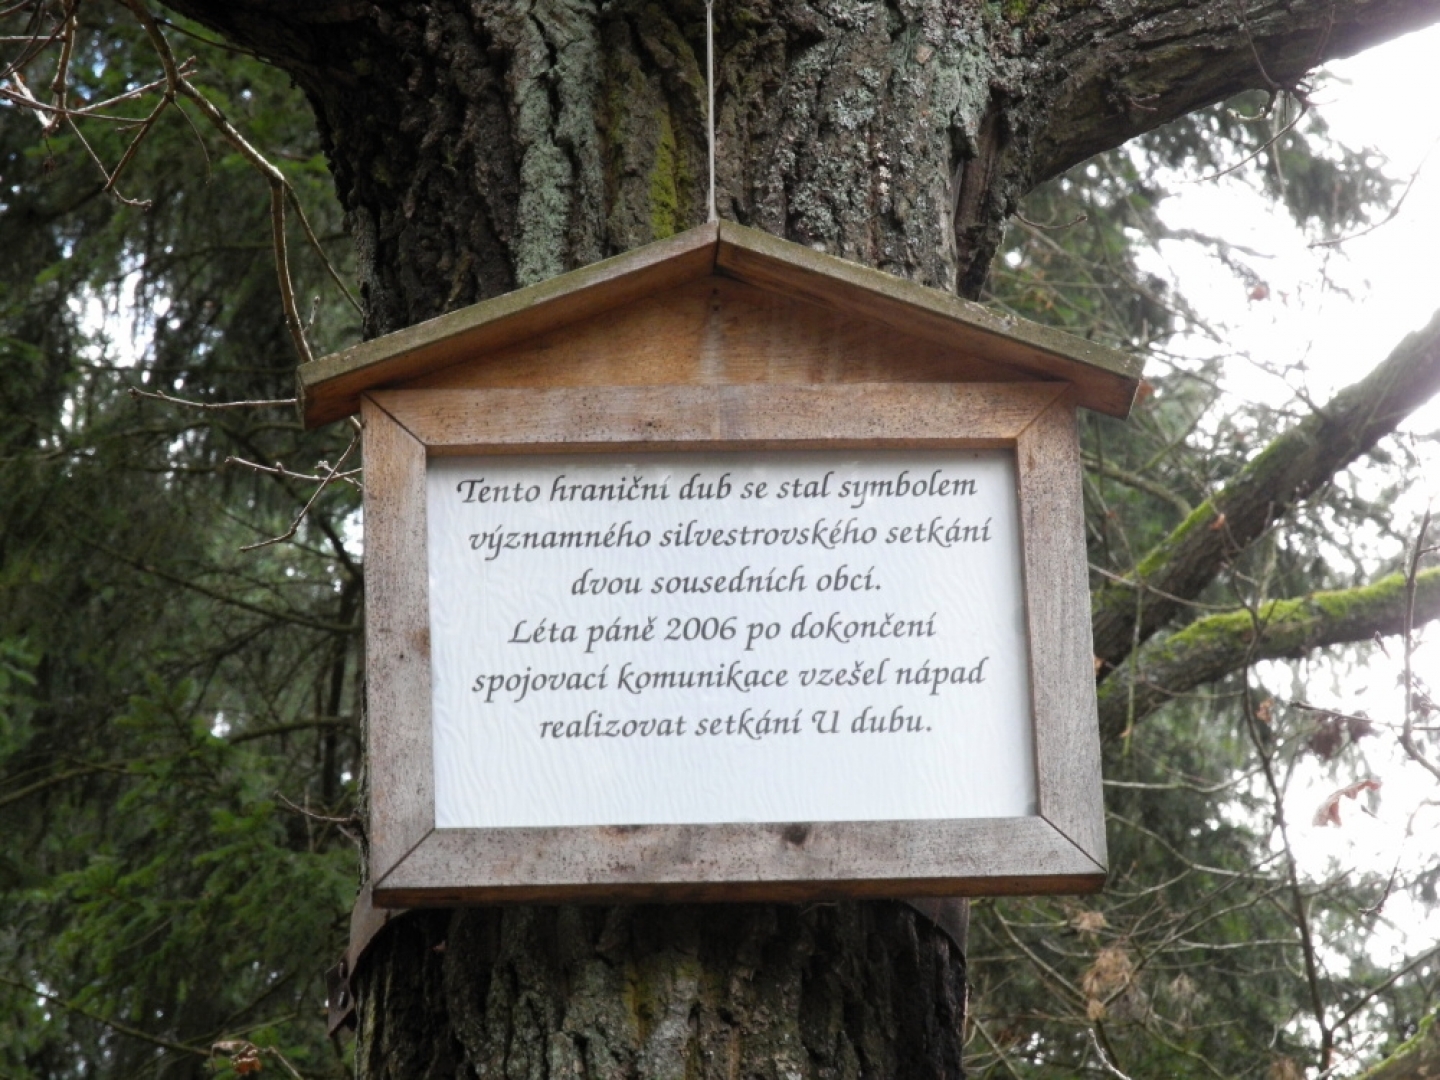 Tento hraniční dub se stal symbolem
významného silvestrovského setkání
dvou sousedních obcí.
Léta páně 2006 po dokončení
spojovací komunikace vzešel nápad
realizovat setkání U dubu.